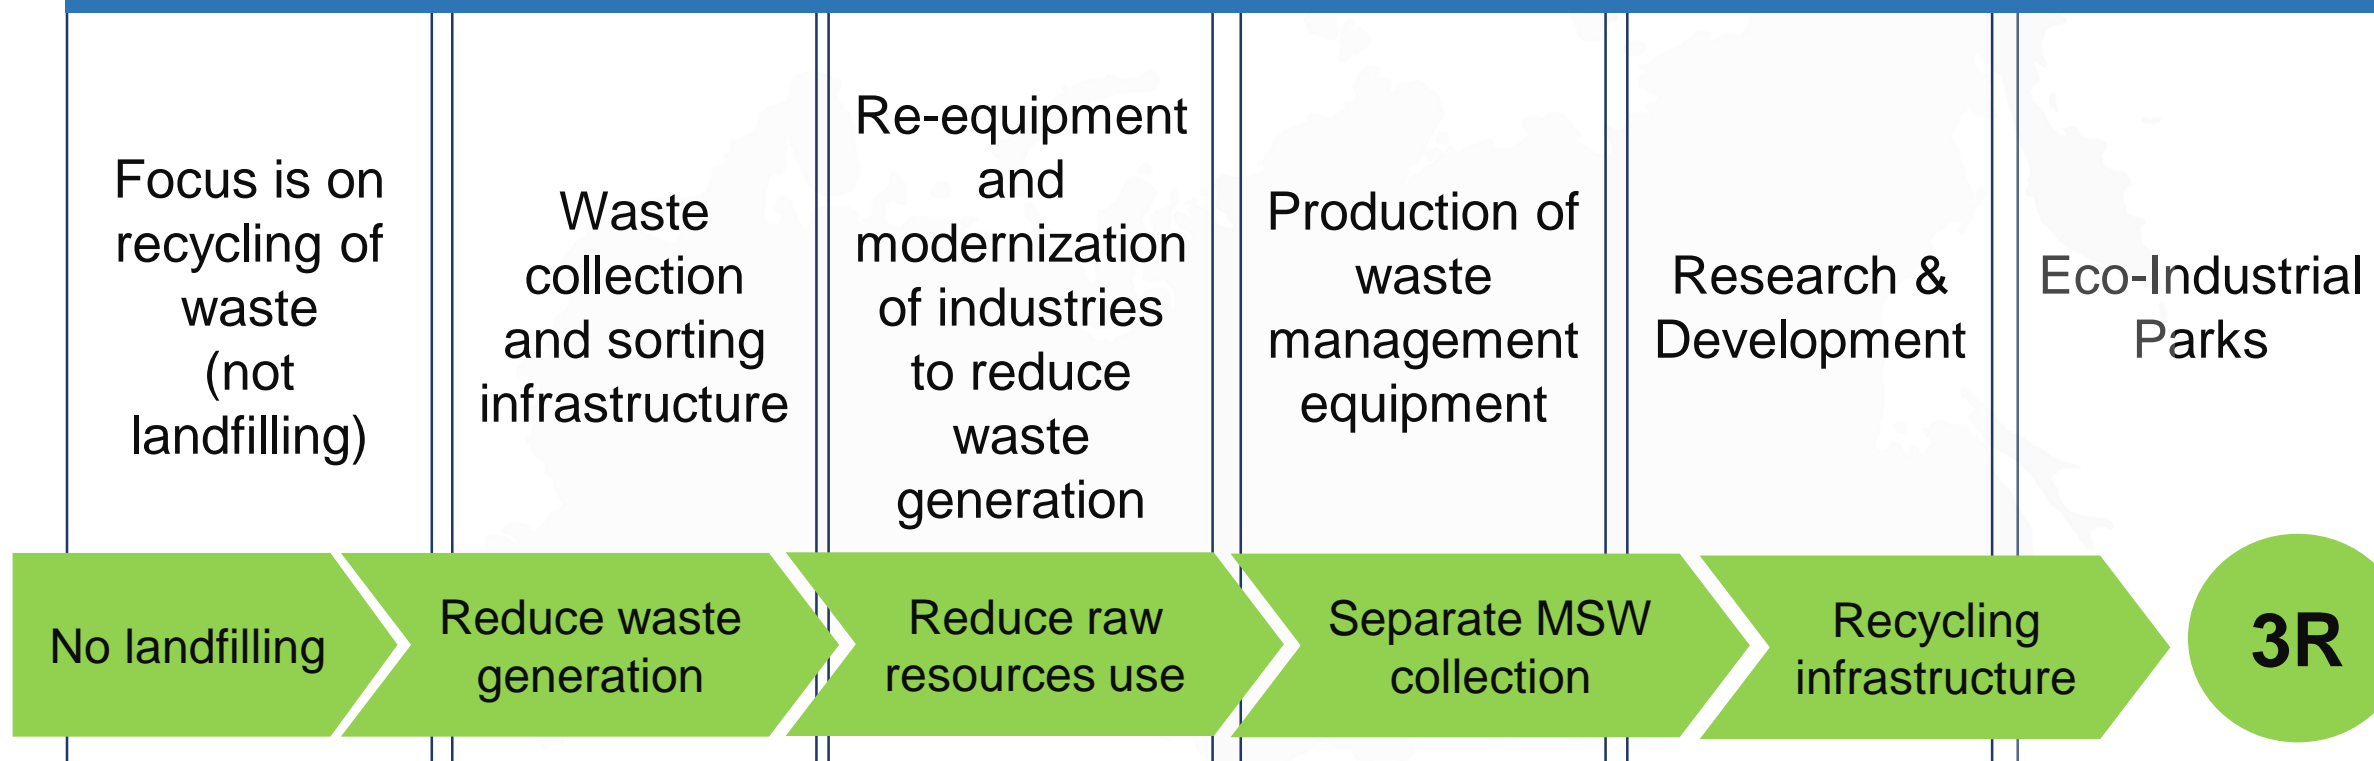 Focus is on
recycling of
waste
(not
landfilling)
Waste
collection
and sorting
infrastructure
Re-equipment
and
modernization
of industries
to reduce
waste
generation
Production of
waste
management
equipment
Research &
Development
Eco-Industrial
Parks
No landfilling
Reduce waste
generation
Reduce raw
resources use
Separate MSW
collection
Recycling
infrastructure
3R